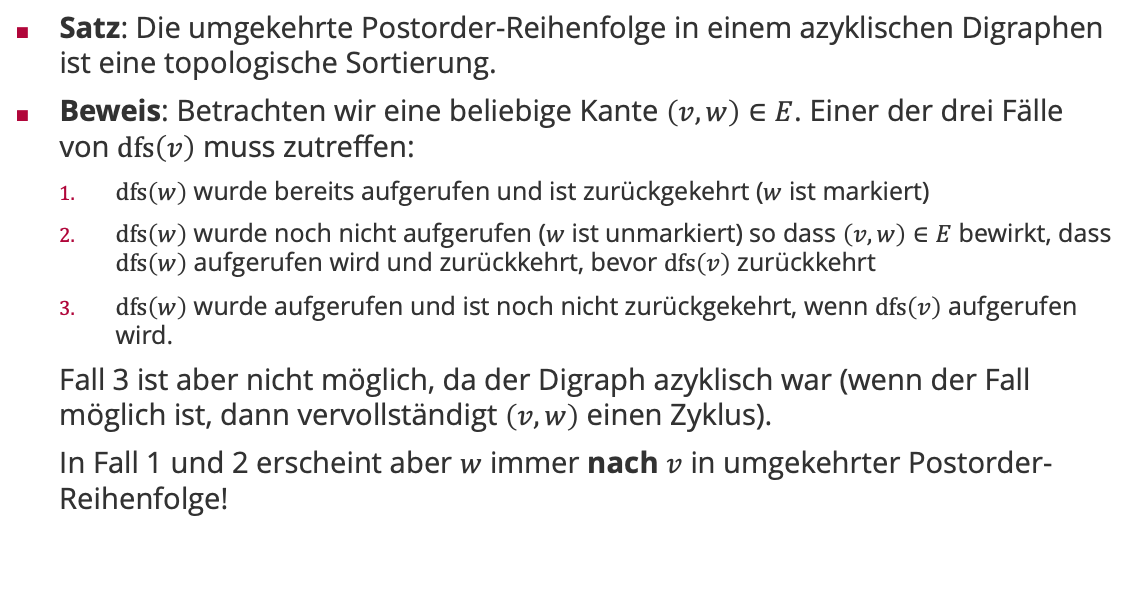 Satz: Die umgekehrte Postorder-Reihenfolge in einem azyklischen Digraphen
ist eine topologische Sortierung.
Beweis: Betrachten wir eine beliebige Kante (v, w) ∈ E. Einer der drei Fälle
von dfs(v) muss zutreffen:
1. dfs(w) wurde bereits aufgerufen und ist zurückgekehrt (w ist markiert)
2. dfs(w) wurde noch nicht aufgerufen (w ist unmarkiert) so dass (v, w) ∈ E bewirkt, dass
dfs(w) aufgerufen wird und zurückkehrt, bevor dfs(v) zurückkehrt
3. dfs(w) wurde aufgerufen und ist noch nicht zurückgekehrt, wenn dfs(v) aufgerufen
wird.
Fall 3 ist aber nicht möglich, da der Digraph azyklisch war (wenn der Fall
möglich ist, dann vervollständigt (v, w) einen Zyklus).
In Fall 1 und 2 erscheint aber w immer nach v in umgekehrter Postorder-
Reihenfolge!